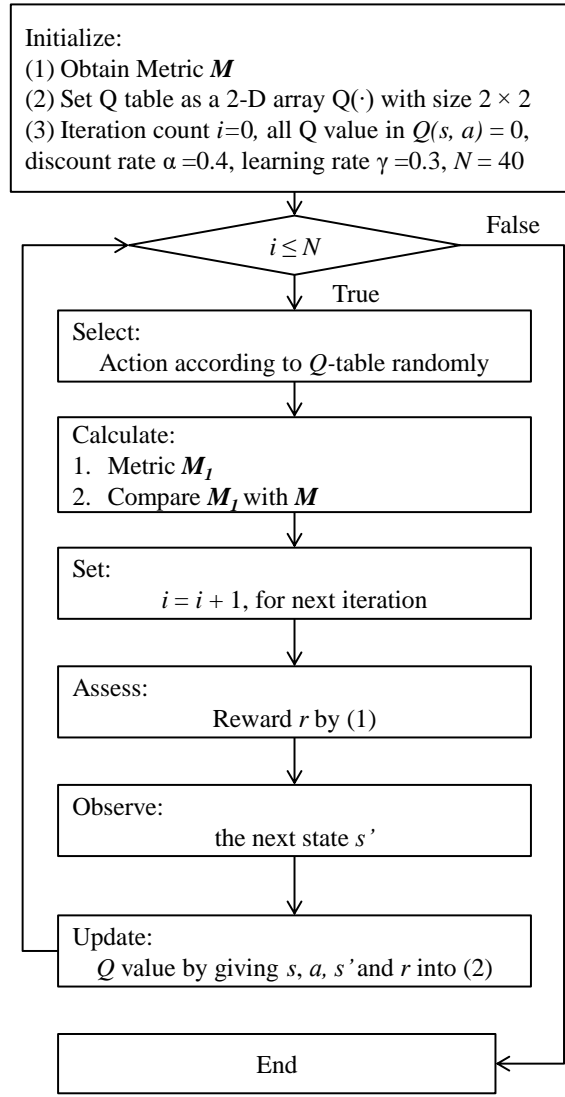 Initialize:
(1) Obtain Metric M
(2) Set Q table as a 2-D array Q(·) with size 2 × 2
(3) Iteration count i=0, all Q value in Q(s, a) = 0,
discount rate α =0.4, learning rate γ =0.3, N = 40
i ≤ N
False
True
Select:
Action according to Q-table randomly
Calculate:
1. Metric M1
2. Compare M1 with M
Set:
i = i + 1, for next iteration
Assess:
Reward r by (1)
Observe:
the next state s’
Update:
Q value by giving s, a, s’ and r into (2)
End